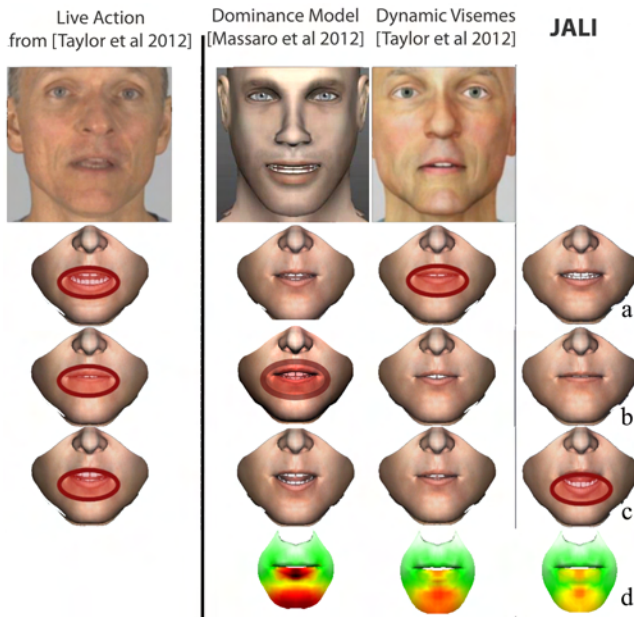 Live Action
from [Taylor et al 2012]
Dominance Model
[Massaro et al 2012]
Dynamic Visemes
[Taylor et al 2012]
JALI
a
b
c
d